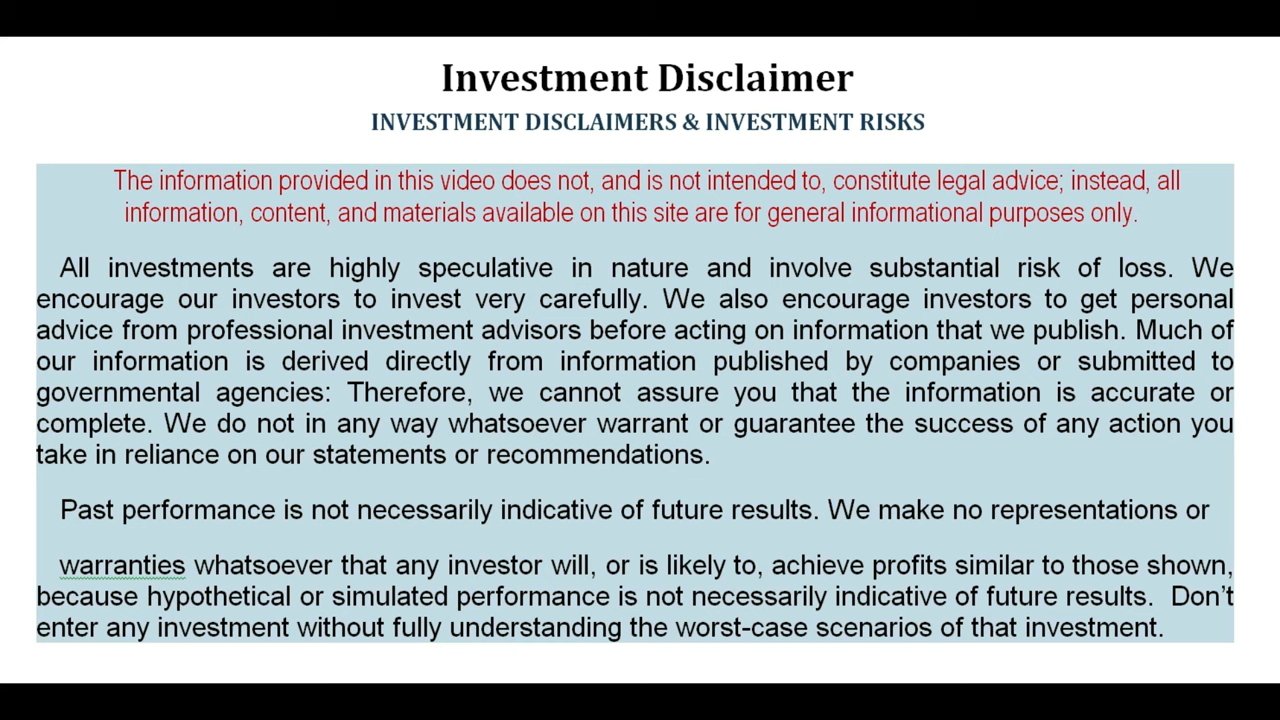 Investment Disclaimer
INVESTMENT DISCLAIMERS & INVESTMENT RISKS
The information provided in this video does not, and is not intended to, constitute legal advice; instead, all
information, content, and materials available on this site are for general informational purposes only.
All investments are highly speculative in nature and involve substantial risk of loss. We
encourage our investors to invest very carefully. We also encourage investors to get personal
advice from professional investment advisors before acting on information that we publish. Much of
our information is derived directly from information published by companies or submitted to
governmental agencies: Therefore, we cannot assure you that the information is accurate or
complete. We do not in any way whatsoever warrant or guarantee the success of any action you
take in reliance on our statements or recommendations.
Past performance is not necessarily indicative of future results. We make no representations or
warranties whatsoever that any investor will, or is likely to, achieve profits similar to those shown,
because hypothetical or simulated performance is not necessarily indicative of future results. Don’t
enter any investment without fully understanding the worst-case scenarios of that investment.